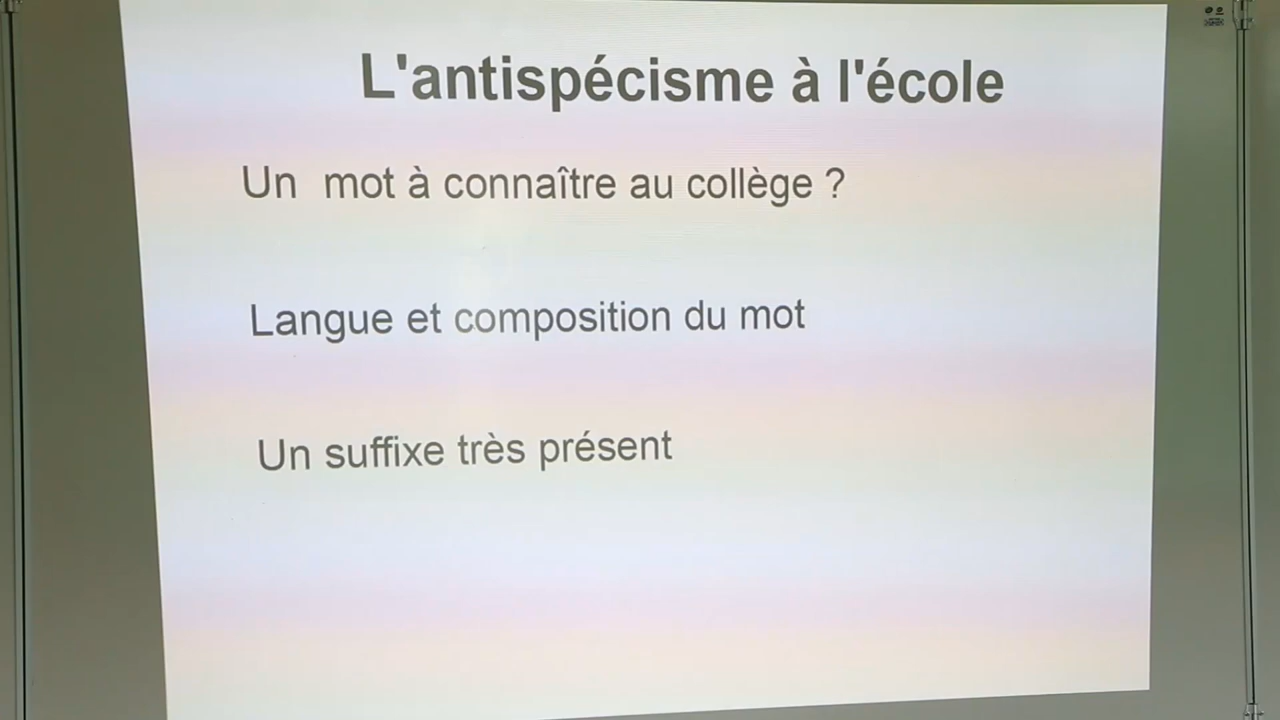 L'antispécisme à l'école
Un mot à connaître au collège ?
Langue et composition du mot
Un suffixe très présent